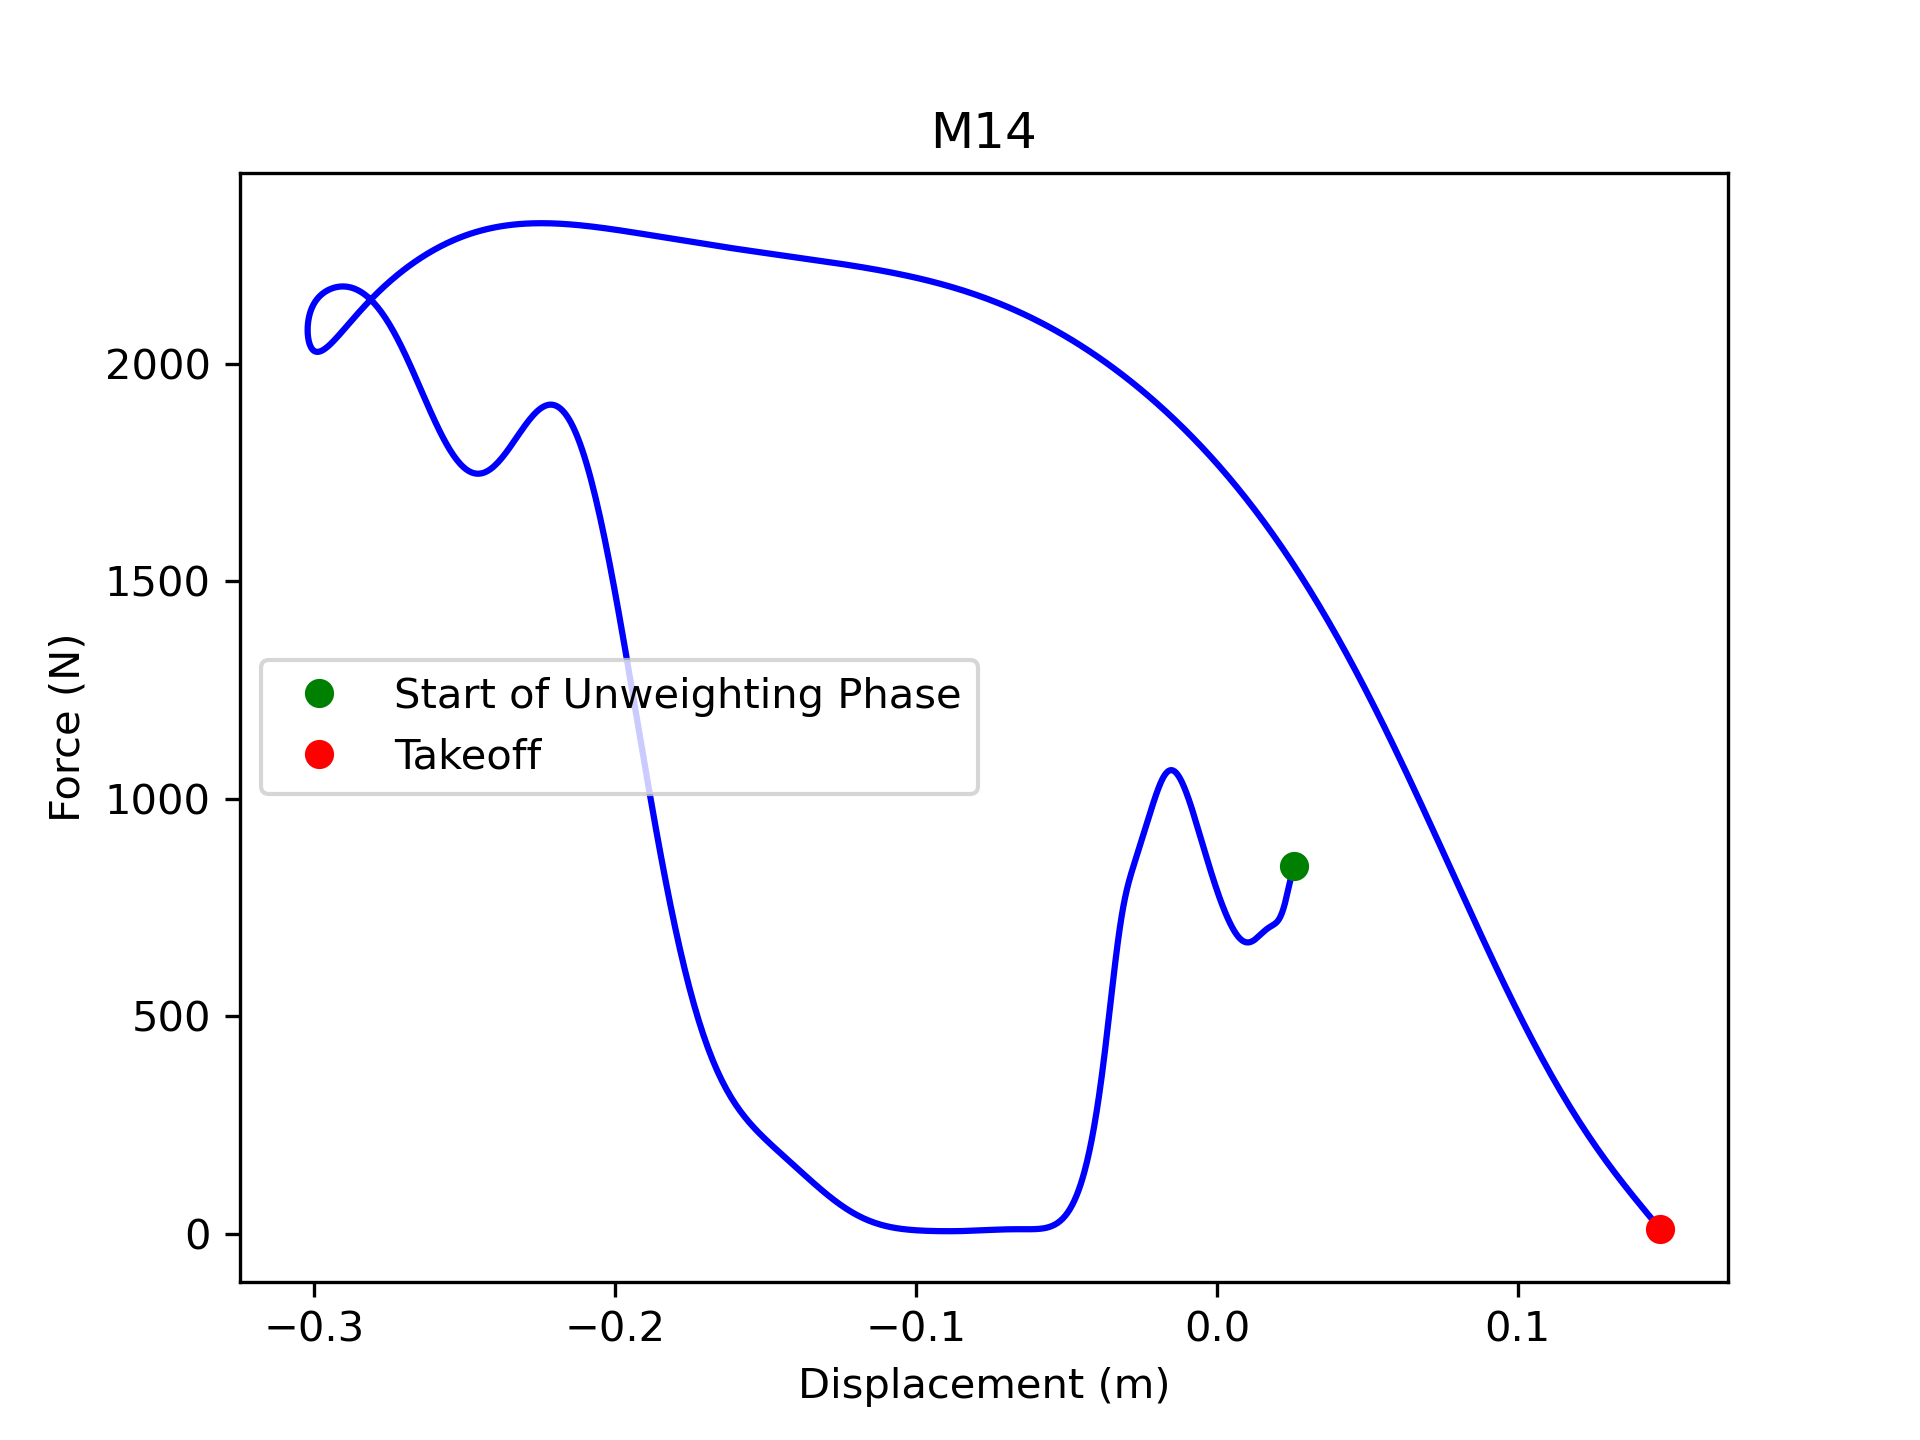 M14
2000
1500
1000
500
0
Force (N)
Start of Unweighting Phase
Takeoff
−0.3
−0.2
−0.1
0.0
0.1
Displacement (m)